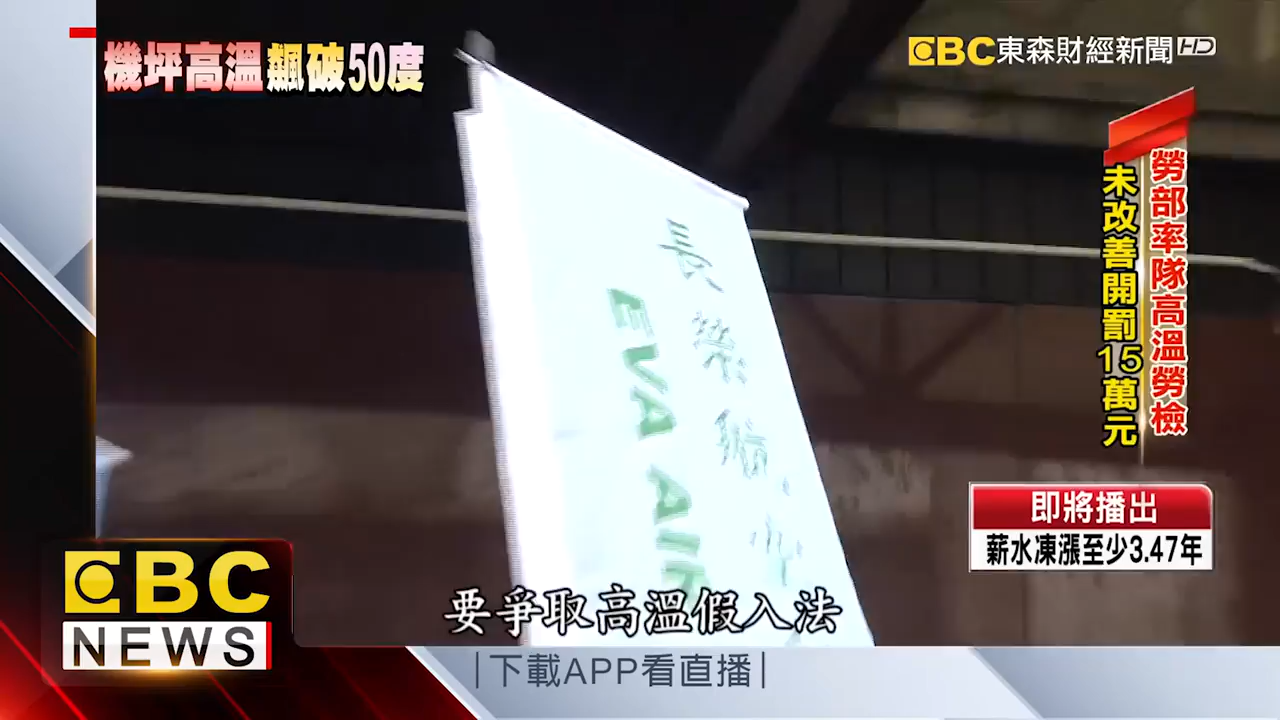 機坪高溫飆破50度
EBC東森財經新聞HD
勞部率隊高溫勞檢
未改善開罰15萬元
長榮航
EVA AIR
即將播出
薪水凍漲至少3.47年
要爭取高溫假入法
EBC
NEWS
|下載APP看直播|